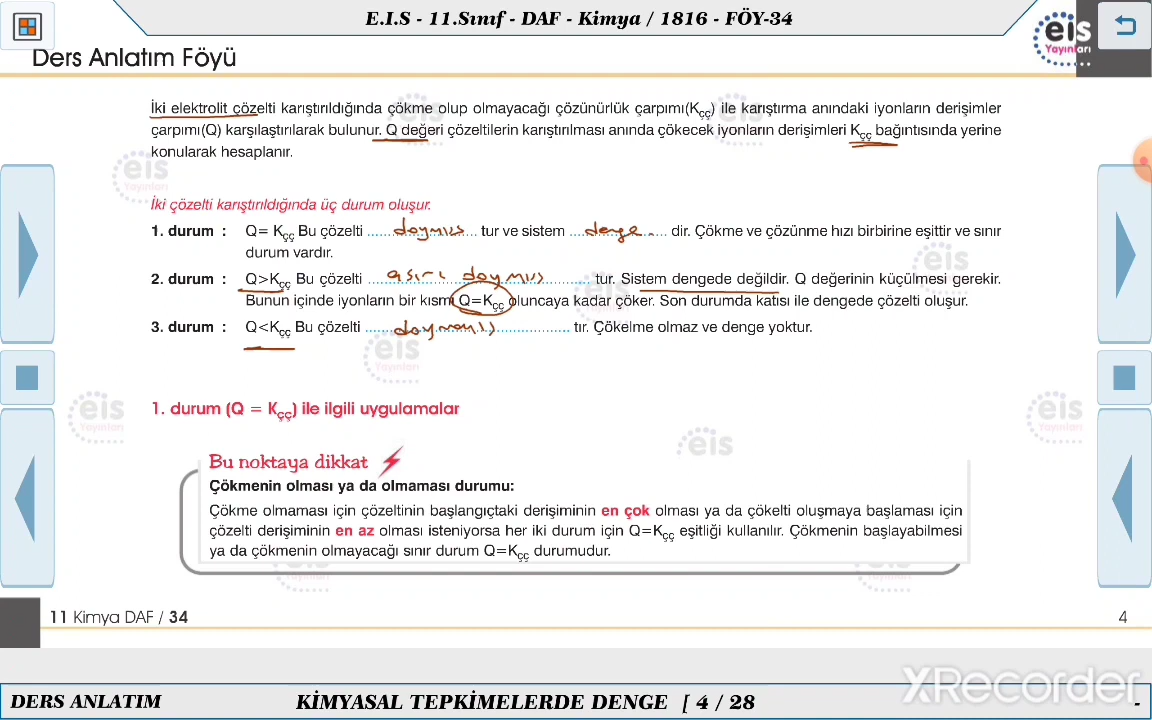 E.I.S - 11.Sınıf - DAF - Kimya / 1816 - FÖY-34
eis
Yayınları
Ders Anlatım Föyü
İki elektrolit çözelti karıştırıldığında çökme olup olmayacağı çözünürlük çarpımı(Kçç) ile karıştırma anındaki iyonların derişimler
çarpımı(Q) karşılaştırılarak bulunur. Q değeri çözeltilerin karıştırılması anında çökecek iyonların derişimleri Kçç bağıntısında yerine
konularak hesaplanır.
İki çözelti karıştırıldığında üç durum oluşur.
1. durum : Q= Kçç Bu çözelti doymuş tur ve sistem denge dir. Çökme ve çözünme hızı birbirine eşittir ve sınır
durum vardır.
2. durum : Q>Kçç Bu çözelti aşırı doymuş tur. Sistem dengede değildir. Q değerinin küçülmesi gerekir.
Bunun içinde iyonların bir kısmı Q=Kçç oluncaya kadar çöker. Son durumda katısı ile dengede çözelti oluşur.
3. durum : Q<Kçç Bu çözelti doymamış tır. Çökelme olmaz ve denge yoktur.
1. durum (Q = Kçç) ile ilgili uygulamalar
Bu noktaya dikkat
Çökmenin olması ya da olmaması durumu:
Çökme olmaması için çözeltinin başlangıçtaki derişiminin en çok olması ya da çökelti oluşmaya başlaması için
çözelti derişiminin en az olması isteniyorsa her iki durum için Q=Kçç eşitliği kullanılır. Çökmenin başlayabilmesi
ya da çökmenin olmayacağı sınır durum Q=Kçç durumudur.
11 Kimya DAF / 34
4
XRecorder
DERS ANLATIM
KİMYASAL TEPKİMELERDE DENGE [ 4 / 28
-